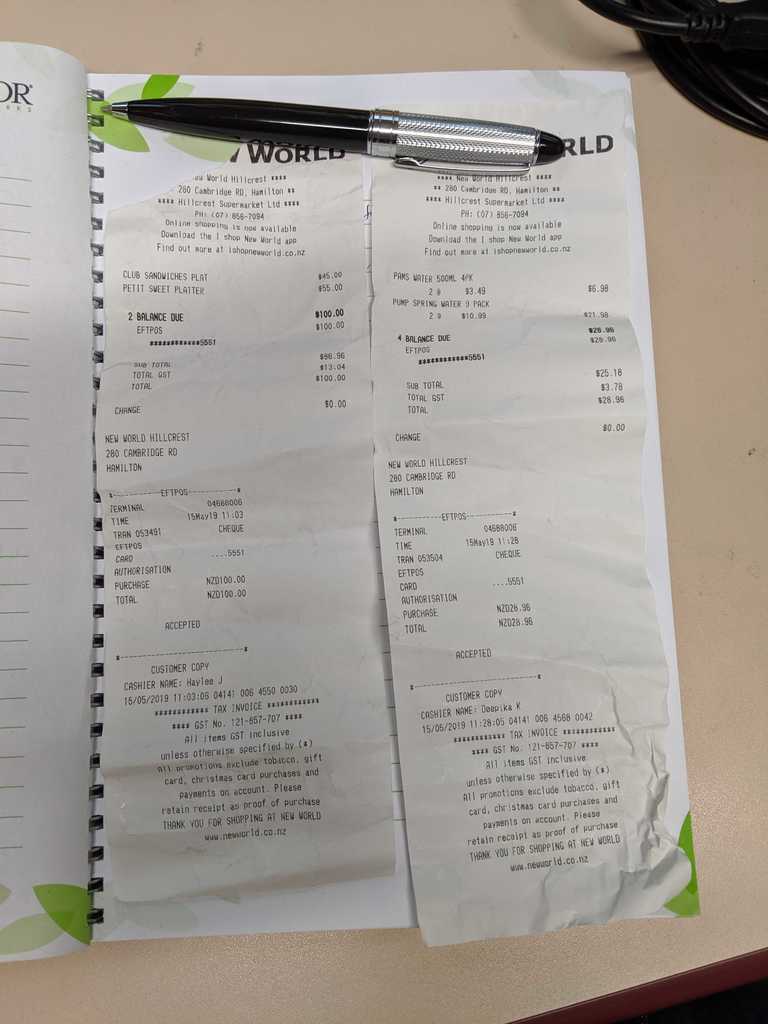 OR
W WORLD
New World Hillcrest ****
280 Cambridge RD, Hamilton **
**** Hillcrest Supermarket Ltd ****
PH: (07) 856-7094
Online shopping is now available
Download the I shop New World app
Find out more at ishopnewworld.co.nz
CLUB SANDWICHES PLAT $45.00
PETIT SWEET PLATTER $55.00
2 BALANCE DUE $100.00
EFTPOS $100.00
************5551
SUB TOTAL $86.96
TOTAL GST $13.04
TOTAL $100.00
CHANGE $0.00
NEW WORLD HILLCREST
280 CAMBRIDGE RD
HAMILTON
*-----------EFTPOS-----------*
TERMINAL 04688006
TIME 15May19 11:03
TRAN 053491 CHEQUE
EFTPOS
CARD ....5551
AUTHORISATION
PURCHASE NZD100.00
TOTAL NZD100.00
ACCEPTED
*----------------------------*
CUSTOMER COPY
CASHIER NAME: Haylee J
15/05/2019 11:03:06 04141 006 4550 0030
************ TAX INVOICE ************
**** GST No. 121-657-707 ****
All items GST inclusive
unless otherwise specified by (*)
All promotions exclude tobacco, gift
card, christmas card purchases and
payments on account. Please
retain receipt as proof of purchase
THANK YOU FOR SHOPPING AT NEW WORLD
www.newworld.co.nz
RLD
**** New World Hillcrest ****
** 280 Cambridge RD, Hamilton **
**** Hillcrest Supermarket Ltd ****
PH: (07) 856-7094
Online shopping is now available
Download the I shop New World app
Find out more at ishopnewworld.co.nz
PAMS WATER 500ML 4PK
2 @ $3.49 $6.98
PUMP SPRING WATER 9 PACK
2 @ $10.99 $21.98
4 BALANCE DUE $28.96
EFTPOS $28.96
************5551
SUB TOTAL $25.18
TOTAL GST $3.78
TOTAL $28.96
CHANGE $0.00
NEW WORLD HILLCREST
280 CAMBRIDGE RD
HAMILTON
*-----------EFTPOS-----------*
TERMINAL 04688006
TIME 15May19 11:28
TRAN 053504 CHEQUE
EFTPOS
CARD ....5551
AUTHORISATION
PURCHASE NZD28.96
TOTAL NZD28.96
ACCEPTED
*----------------------------*
CUSTOMER COPY
CASHIER NAME: Deepika K
15/05/2019 11:28:05 04141 006 4568 0042
************ TAX INVOICE ************
**** GST No. 121-657-707 ****
All items GST inclusive
unless otherwise specified by (*)
All promotions exclude tobacco, gift
card, christmas card purchases and
payments on account. Please
retain receipt as proof of purchase
THANK YOU FOR SHOPPING AT NEW WORLD
www.newworld.co.nz